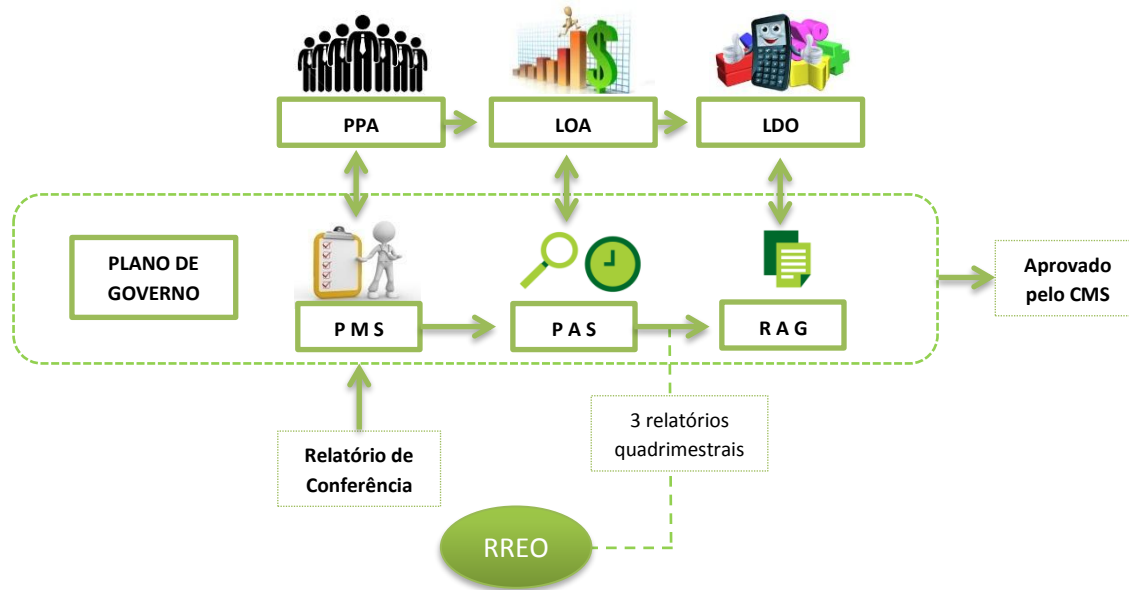 PPA
LOA
LDO
PLANO DE
GOVERNO
P M S
P A S
R A G
Aprovado
pelo CMS
Relatório de
Conferência
3 relatórios
quadrimestrais
RREO